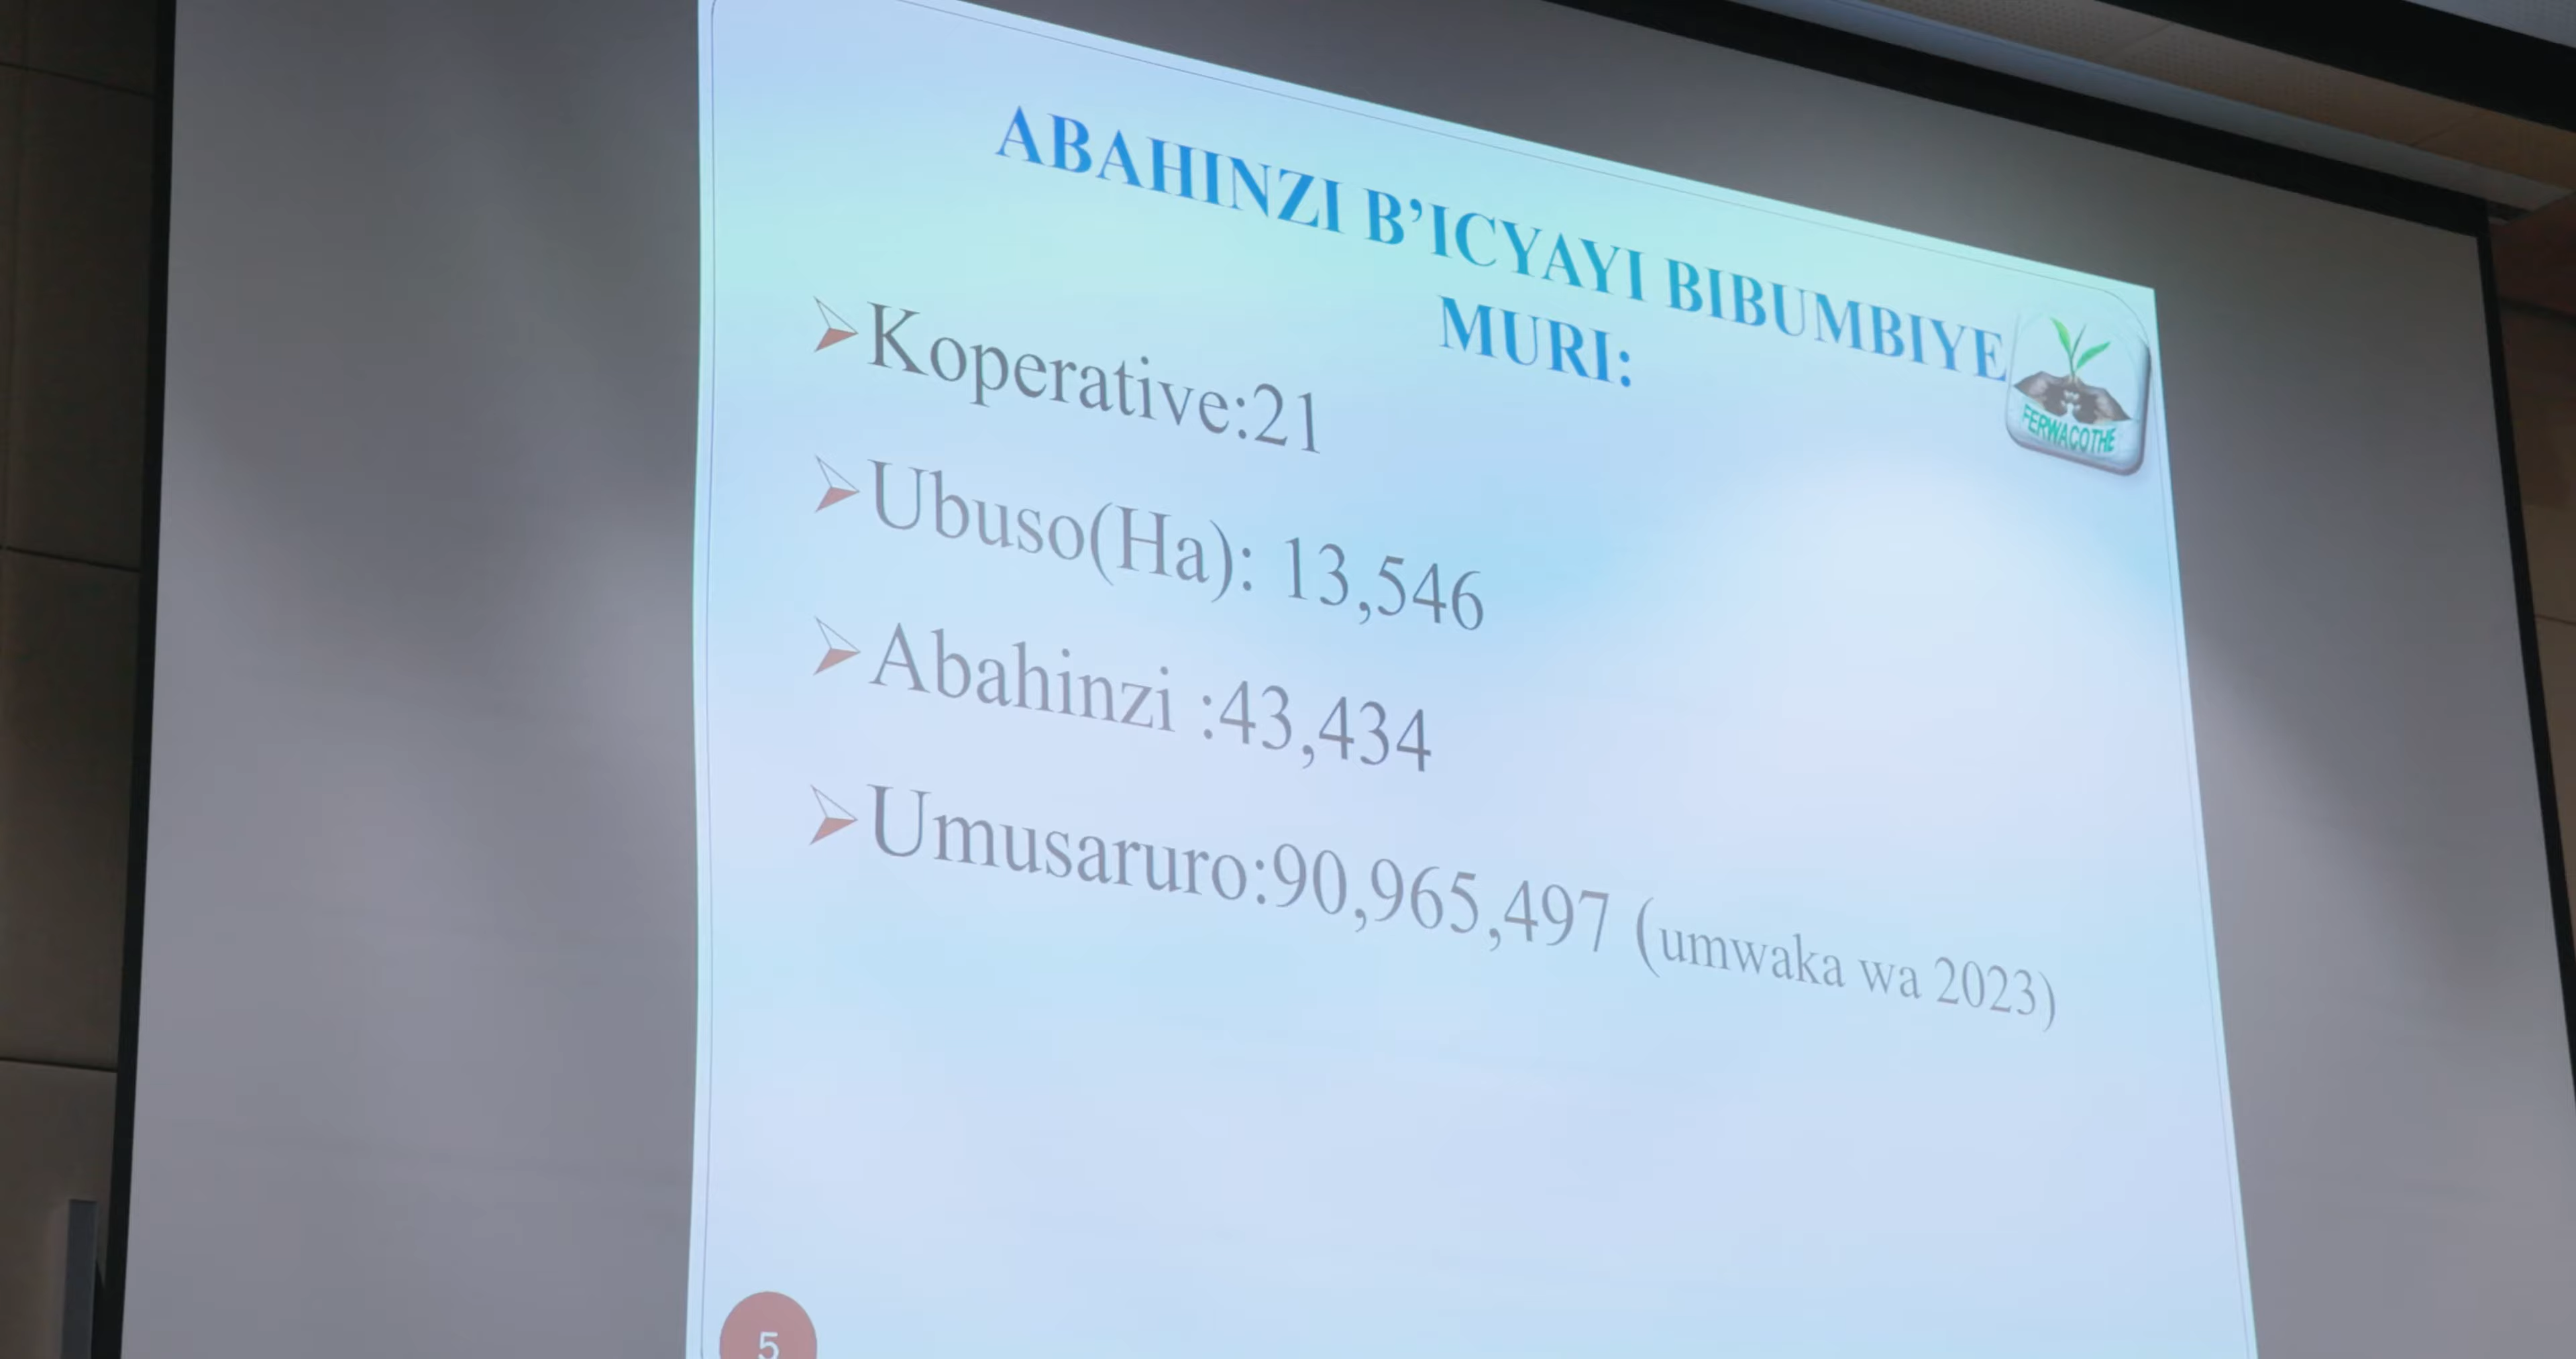 ABAHINZI B’ICYAYI BIBUMBIYE
MURI:
FERWACOTHE
➢Koperative:21
➢Ubuso(Ha): 13,546
➢Abahinzi :43,434
➢Umusaruro:90,965,497 (umwaka wa 2023)
5